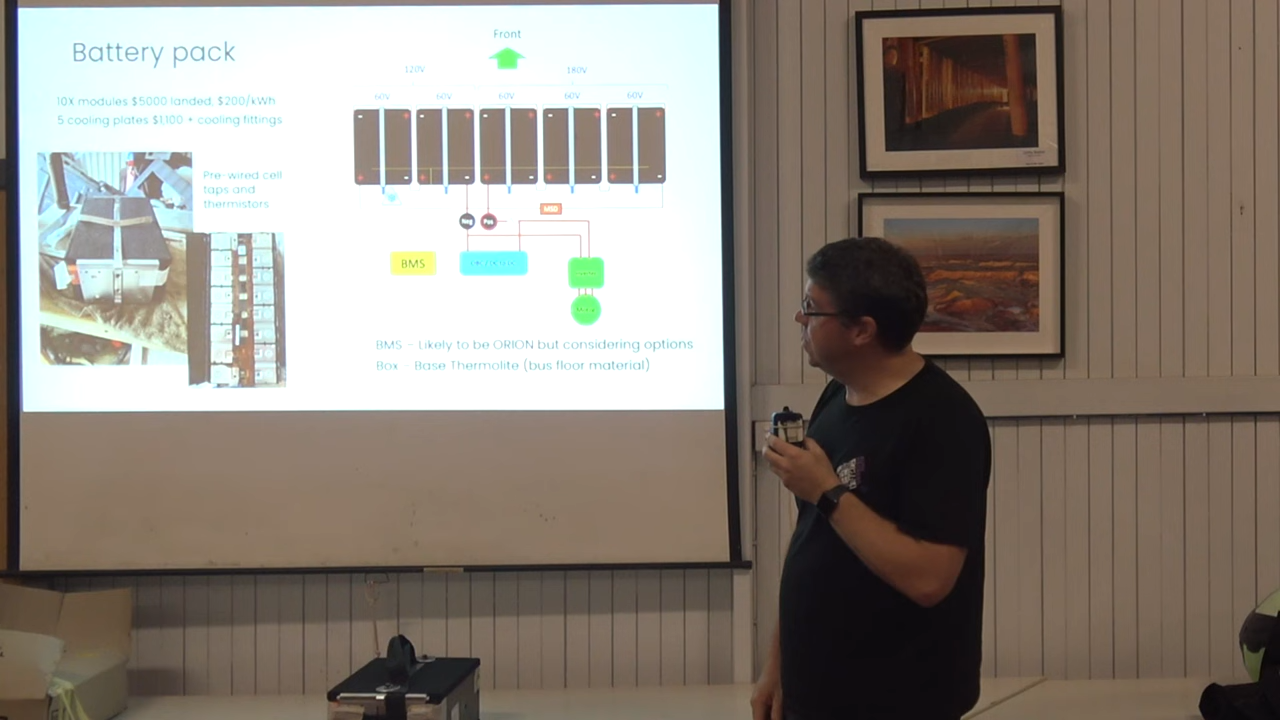 Battery pack
10X modules $5000 landed, $200/kWh
5 cooling plates $1,100 + cooling fittings
Pre-wired cell
taps and
thermistors
Front
120V
180V
60V
60V
60V
60V
60V
Neg
Pos
MSD
BMS
BMS – Likely to be ORION but considering options
Box – Base Thermolite (bus floor material)